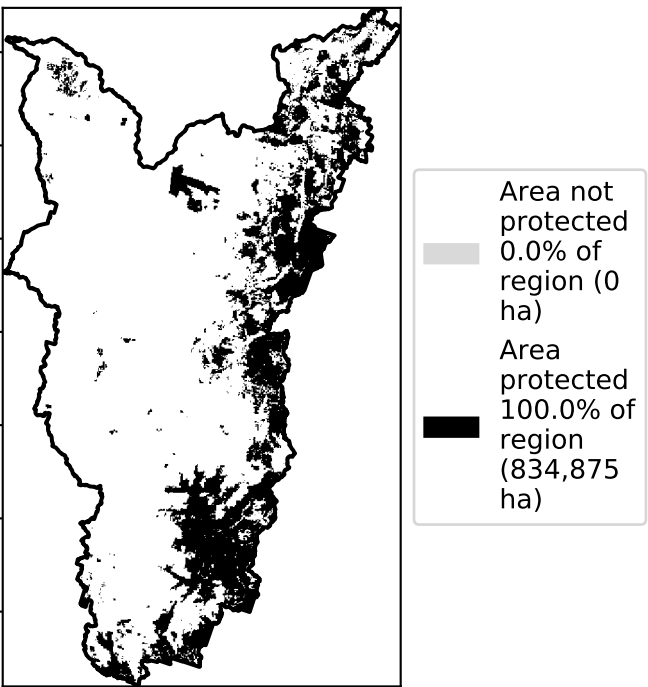 Area not
protected
0.0% of
region (0
ha)
Area
protected
100.0% of
region
(834,875
ha)